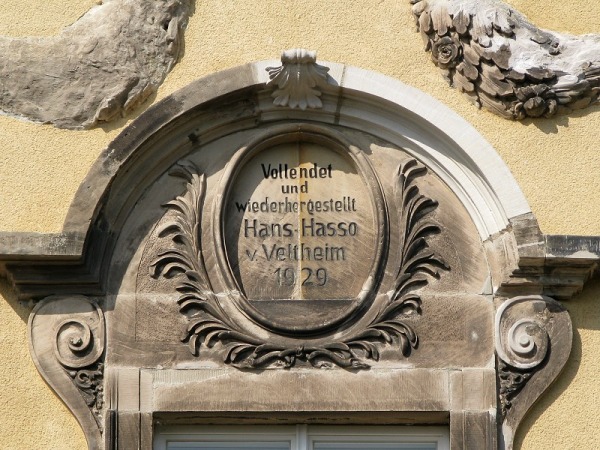 Vollendet
und
wiederhergestellt
Hans-Hasso
v. Veltheim
1929